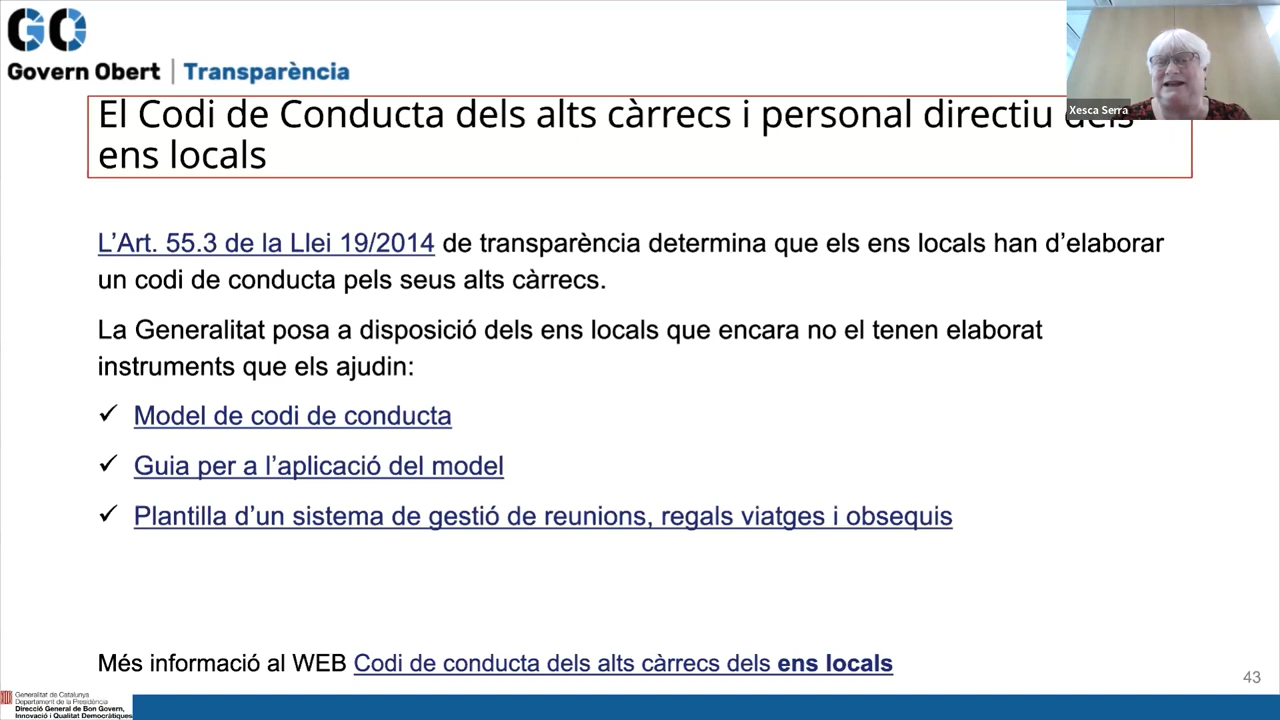 GO
Govern Obert | Transparència
Xesca Serra
El Codi de Conducta dels alts càrrecs i personal directiu dels
ens locals
L’Art. 55.3 de la Llei 19/2014 de transparència determina que els ens locals han d’elaborar
un codi de conducta pels seus alts càrrecs.
La Generalitat posa a disposició dels ens locals que encara no el tenen elaborat
instruments que els ajudin:
✓ Model de codi de conducta
✓ Guia per a l’aplicació del model
✓ Plantilla d’un sistema de gestió de reunions, regals viatges i obsequis
Més informació al WEB Codi de conducta dels alts càrrecs dels ens locals
43
Generalitat de Catalunya
Departament de la Presidència
Direcció General de Bon Govern,
Innovació i Qualitat Democràtiques